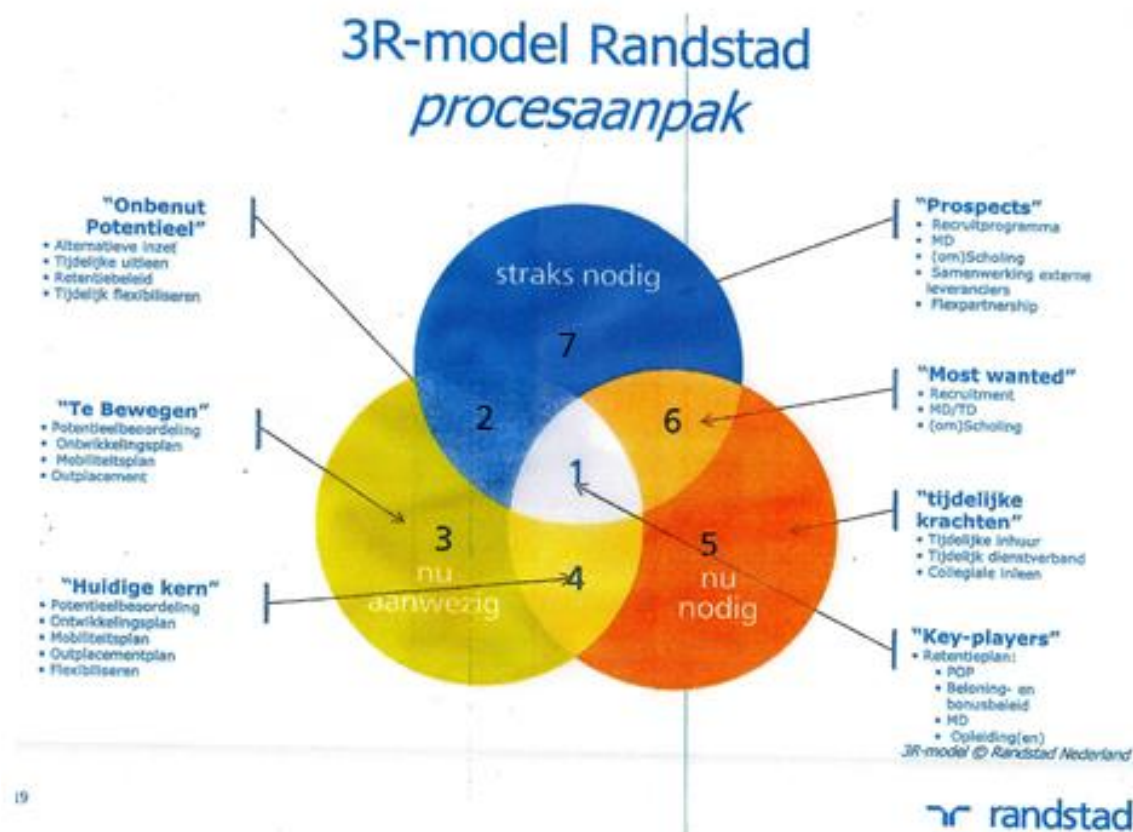 3R-model Randstad
procesaanpak
"Onbenut
Potentieel"
• Alternatieve inzet
• Tijdelijke uitleen
• Retentiebeleid
• Tijdelijk flexibiliseren
"Te Bewegen"
• Potentieelbeoordeling
• Ontwikkelingsplan
• Mobiliteitsplan
• Outplacement
"Huidige kern"
• Potentieelbeoordeling
• Ontwikkelingsplan
• Mobiliteitsplan
• Outplacementplan
• Flexibiliseren
straks nodig
7
2
6
1
3
nu
aanwezig
4
5
nu
nodig
"Prospects"
• Recruitprogramma
• MD
• (om)Scholing
• Samenwerking externe
leveranciers
• Flexpartnership
"Most wanted"
• Recruitment
• MD/TD
• (om)Scholing
"tijdelijke
krachten"
• Tijdelijke inhuur
• Tijdelijk dienstverband
• Collegiale inleen
"Key-players"
• Retentieplan:
• POP
• Beloning- en
bonusbeleid
• MD
• Opleiding(en)
3R-model © Randstad Nederland
19
randstad